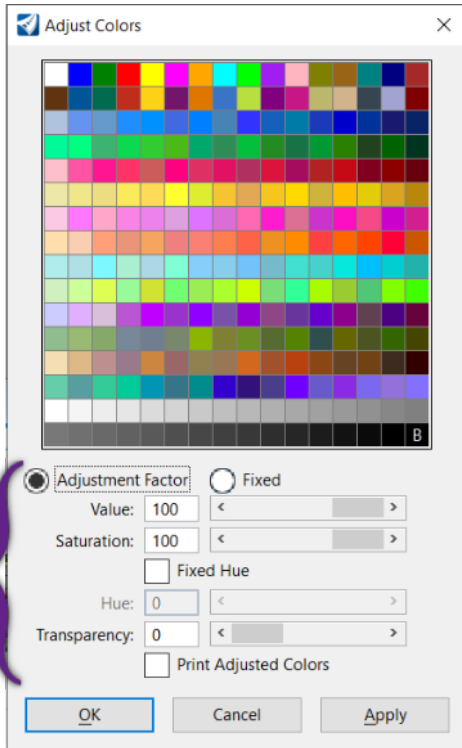 Adjust Colors
B
Adjustment Factor Fixed
Value: 100
Saturation: 100
Fixed Hue
Hue: 0
Transparency: 0
Print Adjusted Colors
OK Cancel Apply